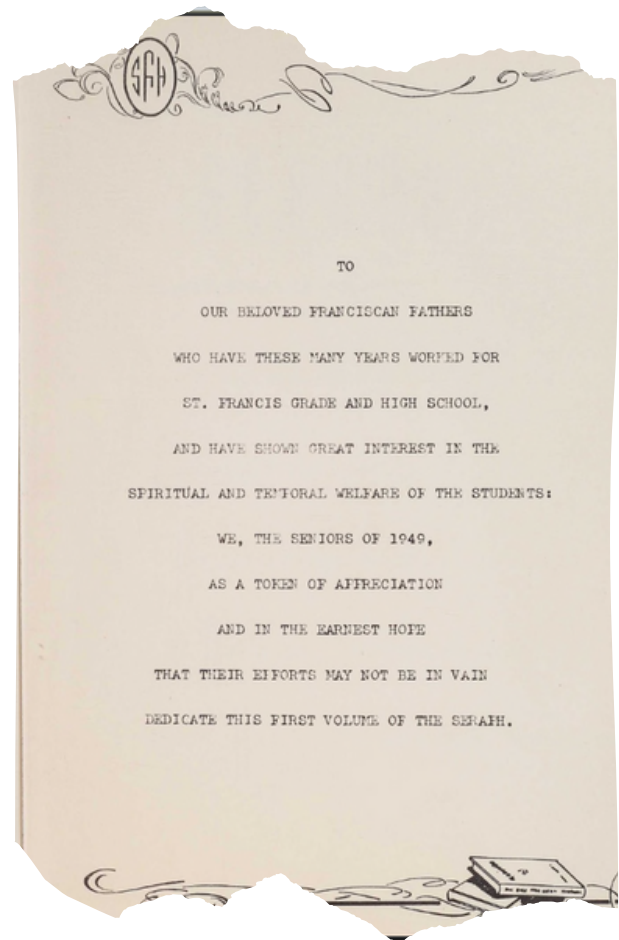 SFH
TO
OUR BELOVED FRANCISCAN FATHERS
WHO HAVE THESE MANY YEARS WORKED FOR
ST. FRANCIS GRADE AND HIGH SCHOOL,
AND HAVE SHOWN GREAT INTEREST IN THE
SPIRITUAL AND TEMPORAL WELFARE OF THE STUDENTS:
WE, THE SENIORS OF 1949,
AS A TOKEN OF APPRECIATION
AND IN THE EARNEST HOPE
THAT THEIR EFFORTS MAY NOT BE IN VAIN
DEDICATE THIS FIRST VOLUME OF THE SERAPH.